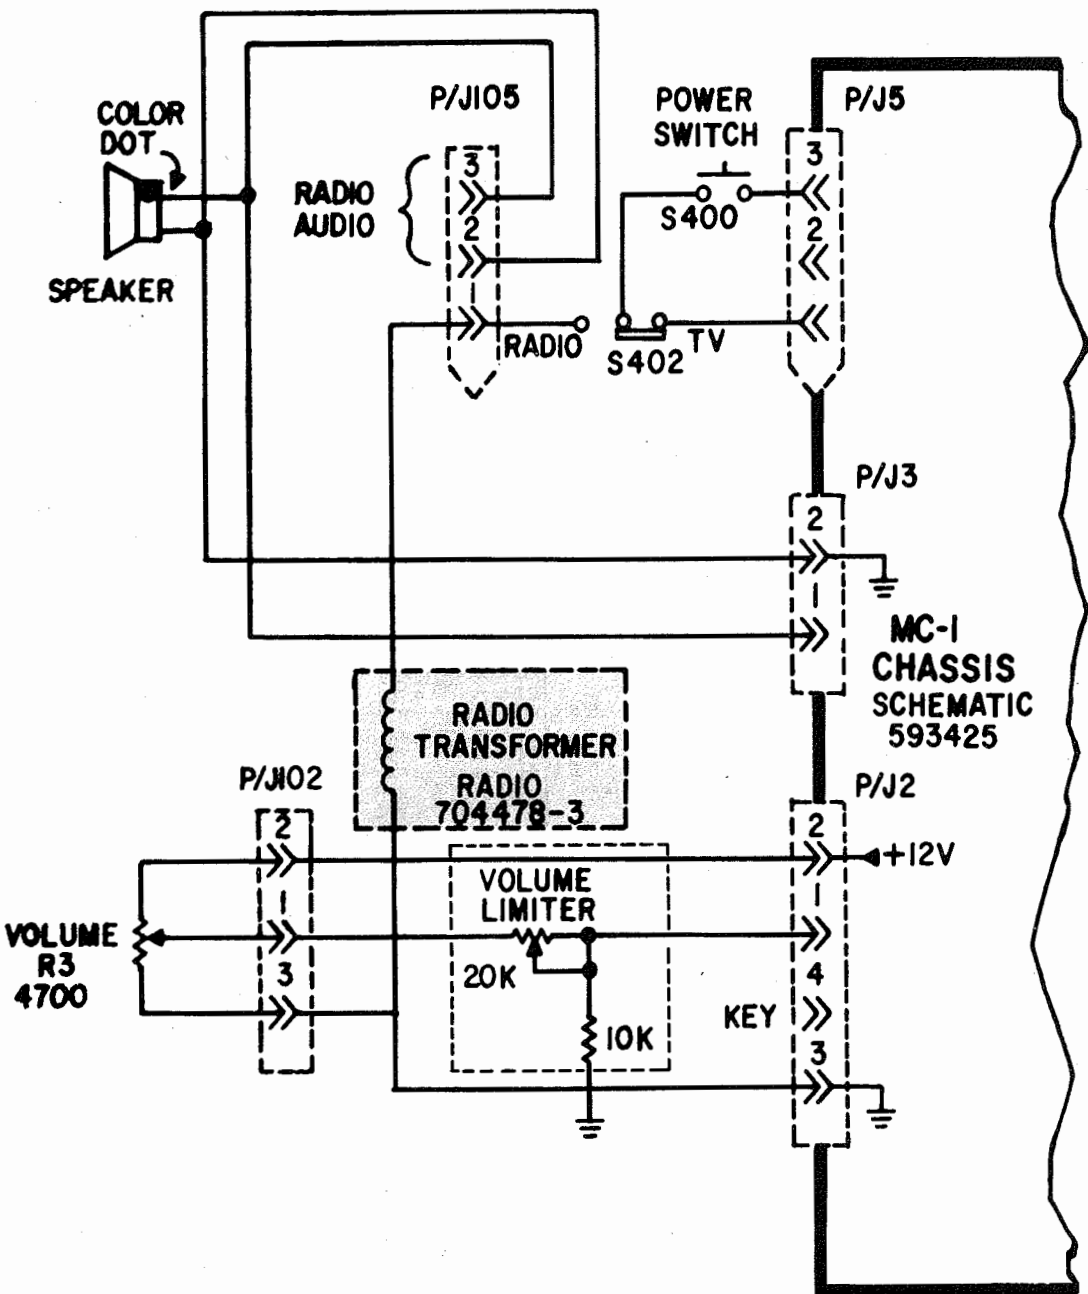 P/J105
COLOR
DOT
SPEAKER
RADIO
AUDIO
3
2
1
RADIO
POWER
SWITCH
S400
S402
TV
P/J5
3
2
P/J3
2
1
MC-1
CHASSIS
SCHEMATIC
593425
RADIO
TRANSFORMER
RADIO
704478-3
P/J102
2
1
3
VOLUME
R3
4700
VOLUME
LIMITER
20K
10K
P/J2
2
+12V
1
4
KEY
3